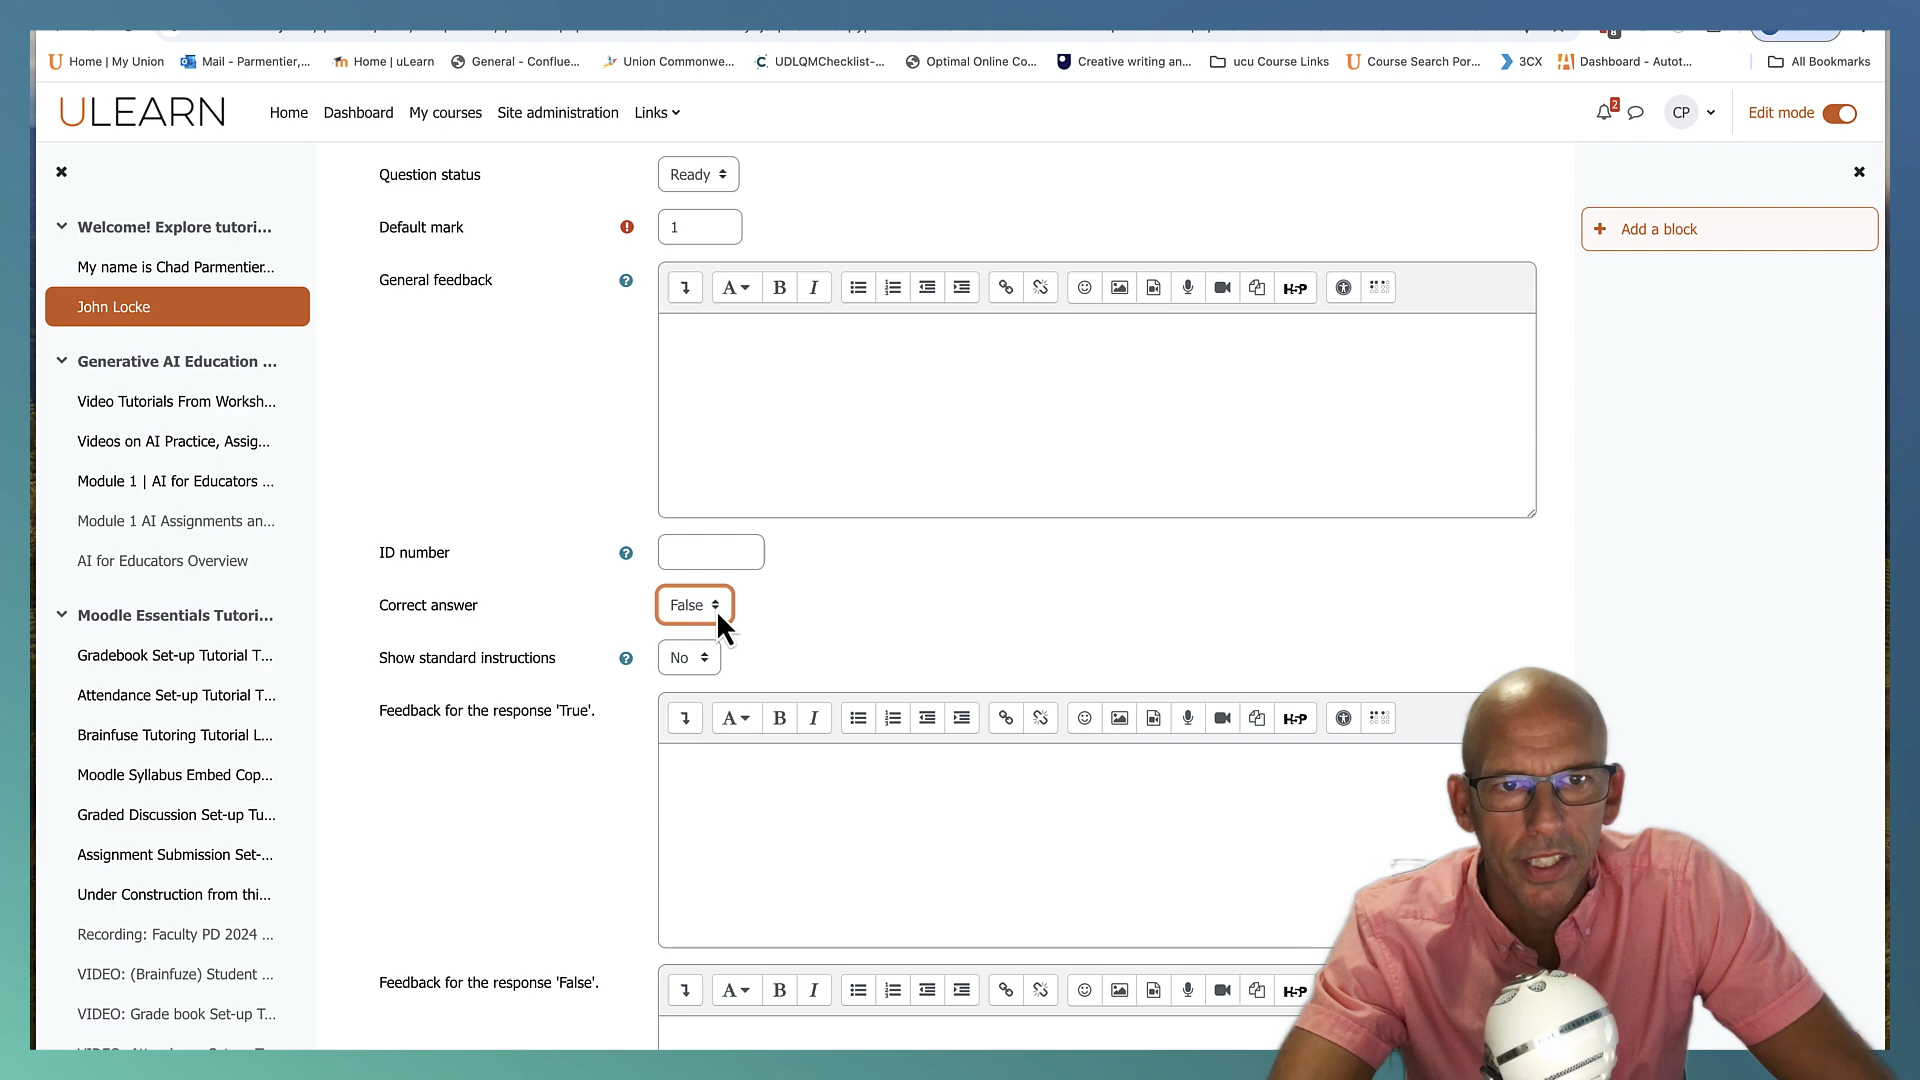 Home | My Union
Mail - Parmentier,...
Home | uLearn
General - Conflue...
Union Commonwe...
UDLQMChecklist-...
Optimal Online Co...
Creative writing an...
ucu Course Links
Course Search Por...
3CX
Dashboard - Autot...
All Bookmarks
ULEARN
Home
Dashboard
My courses
Site administration
Links
2
CP
Edit mode
Welcome! Explore tutori...
My name is Chad Parmentier...
John Locke
Generative AI Education ...
Video Tutorials From Worksh...
Videos on AI Practice, Assig...
Module 1 | AI for Educators ...
Module 1 AI Assignments an...
AI for Educators Overview
Moodle Essentials Tutori...
Gradebook Set-up Tutorial T...
Attendance Set-up Tutorial T...
Brainfuse Tutoring Tutorial L...
Moodle Syllabus Embed Cop...
Graded Discussion Set-up Tu...
Assignment Submission Set-...
Under Construction from thi...
Recording: Faculty PD 2024 ...
VIDEO: (Brainfuze) Student ...
VIDEO: Grade book Set-up T...
Question status
Ready
Default mark
1
General feedback
A B I
H5P
ID number
Correct answer
False
Show standard instructions
No
Feedback for the response 'True'.
A B I
H5P
Feedback for the response 'False'.
A B I
H5P
Add a block